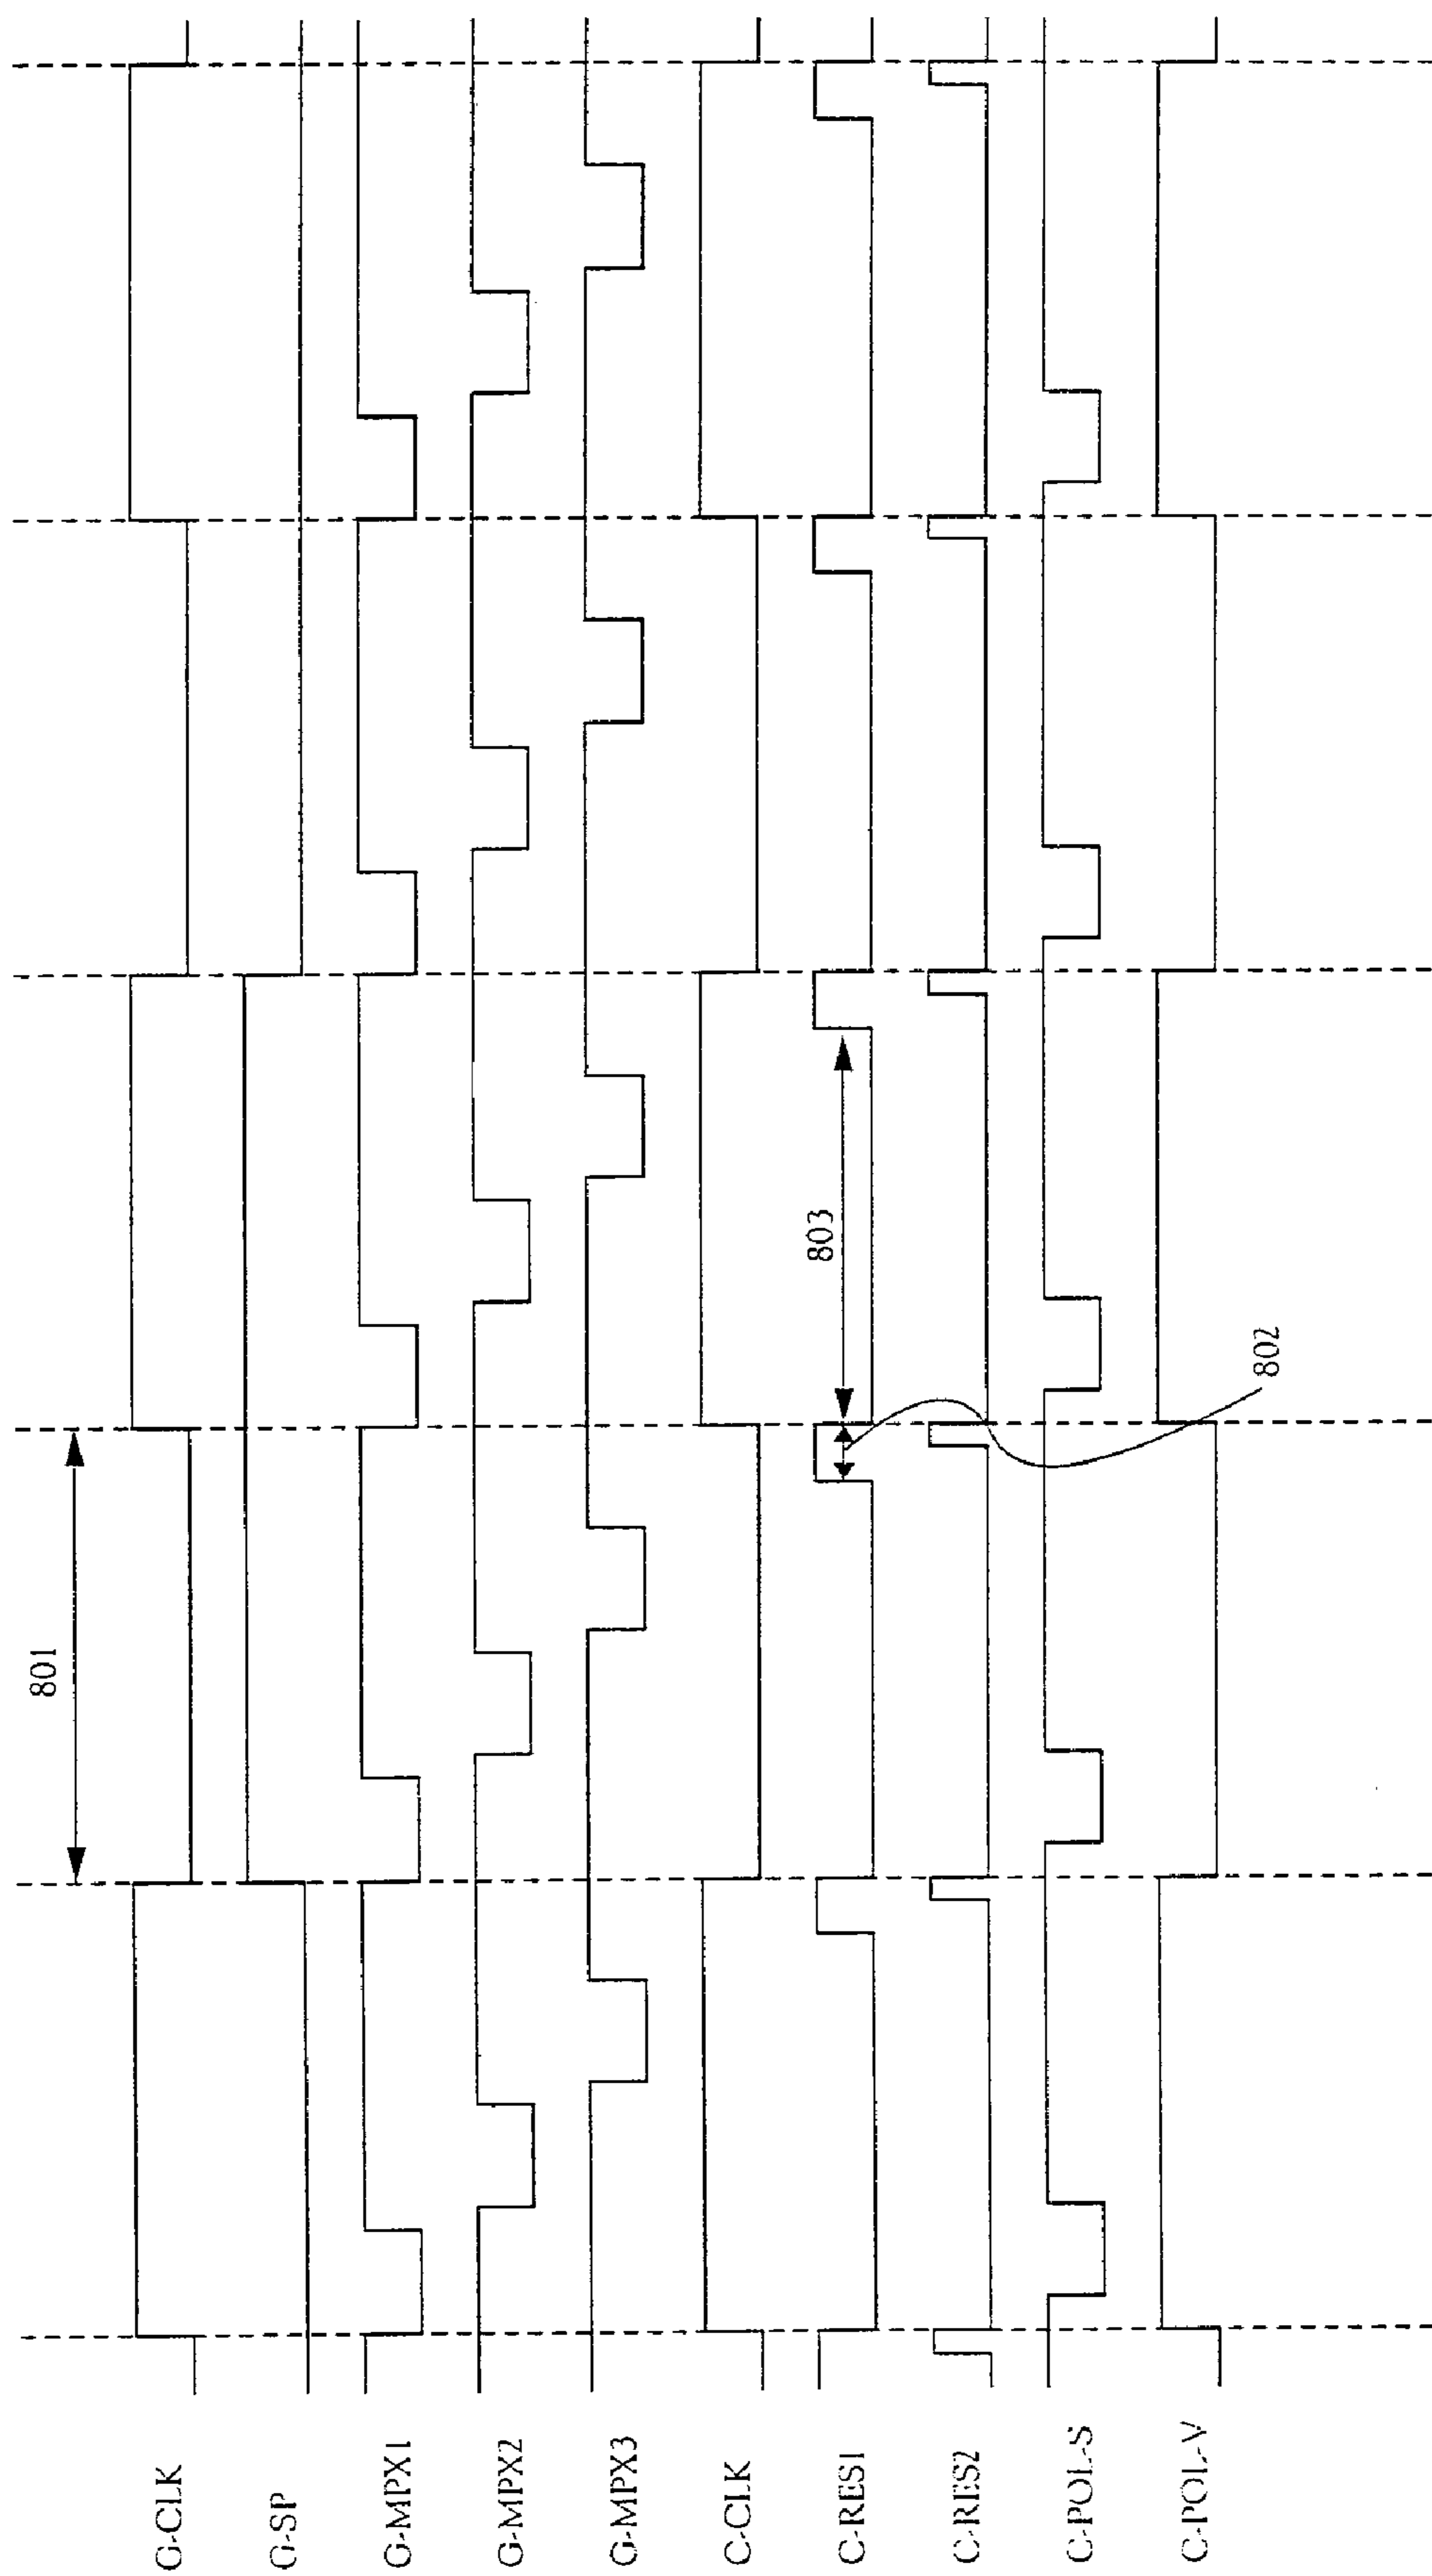 801
803
802
G-CLK
G-SP
G-MPX1
G-MPX2
G-MPX3
C-CLK
C-RES1
C-RES2
C-POL-S
C-POL-V